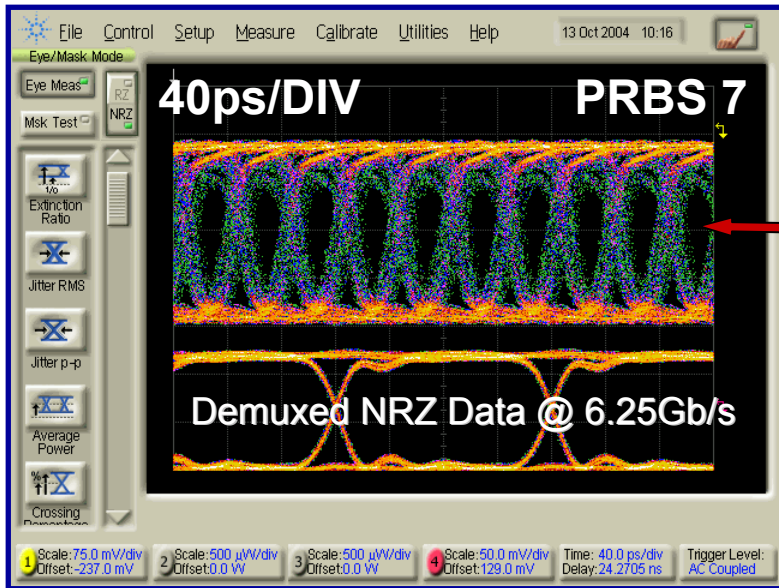 File Control Setup Measure Calibrate Utilities Help 13 Oct 2004 10:16
Eye/Mask Mode
Eye Meas
RZ
NRZ
Msk Test
40ps/DIV
PRBS 7
1/0
Extinction
Ratio
Jitter RMS
Jitter p-p
Average
Power
%
Crossing
Percentage
Demuxed NRZ Data @ 6.25Gb/s
1 Scale:75.0 mV/div
Offset:-237.0 mV
2 Scale:500 µW/div
Offset:0.0 W
3 Scale:500 µW/div
Offset:0.0 W
4 Scale:50.0 mV/div
Offset:129.0 mV
Time: 40.0 ps/div
Delay:24.2705 ns
Trigger Level:
AC Coupled